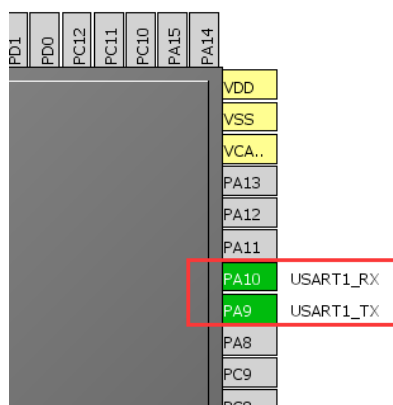 PD1 PD0 PC12 PC11 PC10 PA15 PA14
VDD
VSS
VCA..
PA13
PA12
PA11
PA10 USART1_RX
PA9 USART1_TX
PA8
PC9
PC8